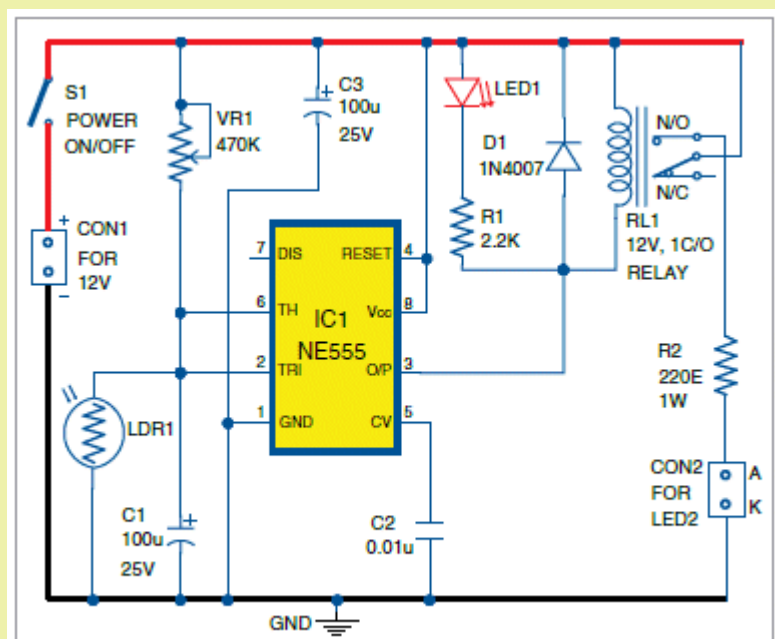 S1
POWER
ON/OFF
VR1
470K
C3
+
100u
25V
LED1
D1
1N4007
N/O
N/C
RL1
12V, 1C/O
RELAY
+
CON1
FOR
12V
−
R1
2.2K
7 DIS RESET 4
6 TH Vcc 8
IC1
NE555
2 TRI O/P 3
1 GND CV 5
LDR1
R2
220E
1W
CON2
FOR
LED2
A
K
C1
+
100u
25V
C2
0.01u
GND